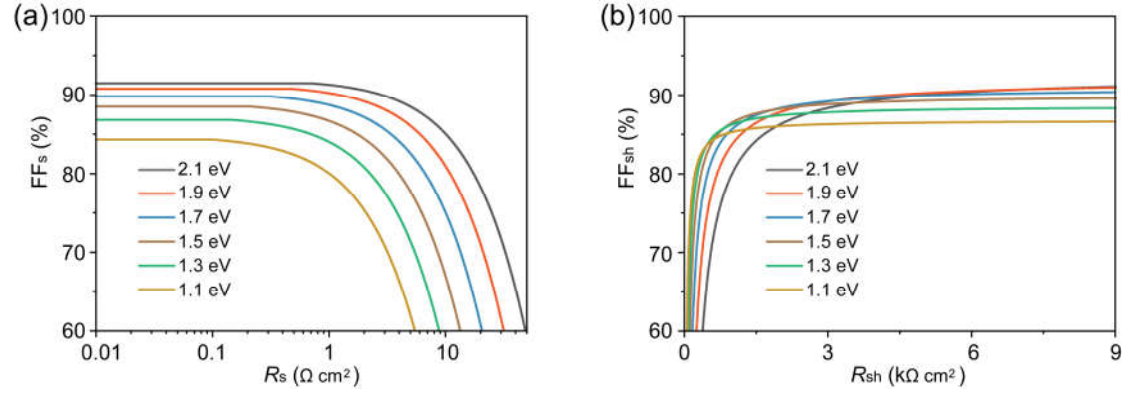 (a)
100
90
80
70
60
FFs (%)
2.1 eV
1.9 eV
1.7 eV
1.5 eV
1.3 eV
1.1 eV
0.01
0.1
1
10
Rs (Ω cm²)
(b)
100
90
80
70
60
FFsh (%)
2.1 eV
1.9 eV
1.7 eV
1.5 eV
1.3 eV
1.1 eV
0
3
6
9
Rsh (kΩ cm²)